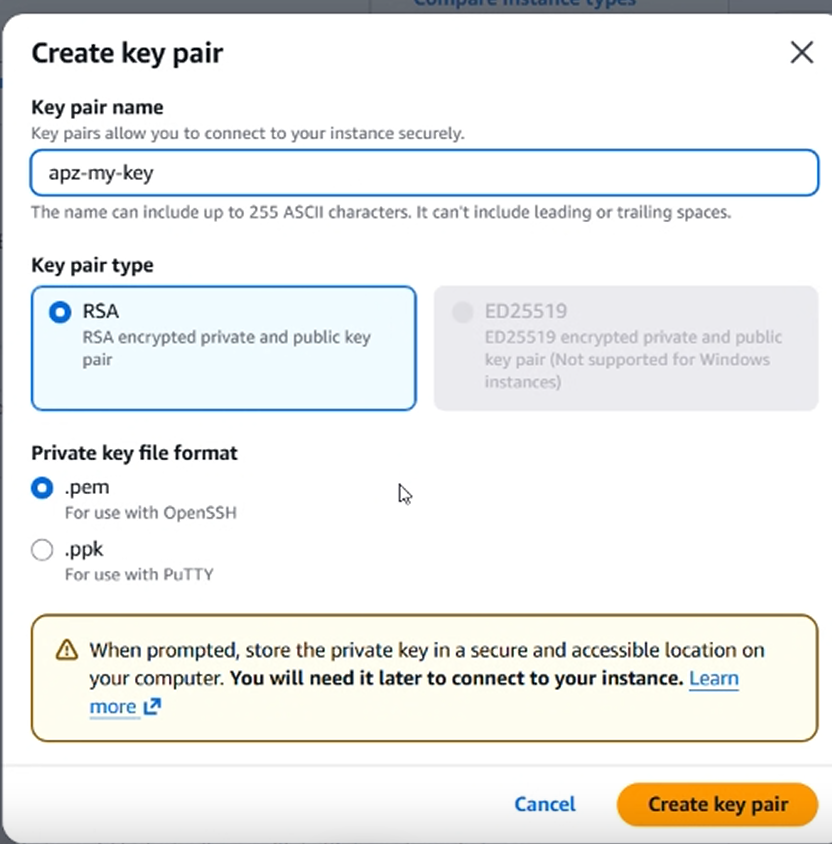 Compare instance types
Create key pair
Key pair name
Key pairs allow you to connect to your instance securely.
apz-my-key
The name can include up to 255 ASCII characters. It can't include leading or trailing spaces.
Key pair type
RSA
RSA encrypted private and public key
pair
ED25519
ED25519 encrypted private and public
key pair (Not supported for Windows
instances)
Private key file format
.pem
For use with OpenSSH
.ppk
For use with PuTTY
When prompted, store the private key in a secure and accessible location on
your computer. You will need it later to connect to your instance. Learn
more
Cancel
Create key pair